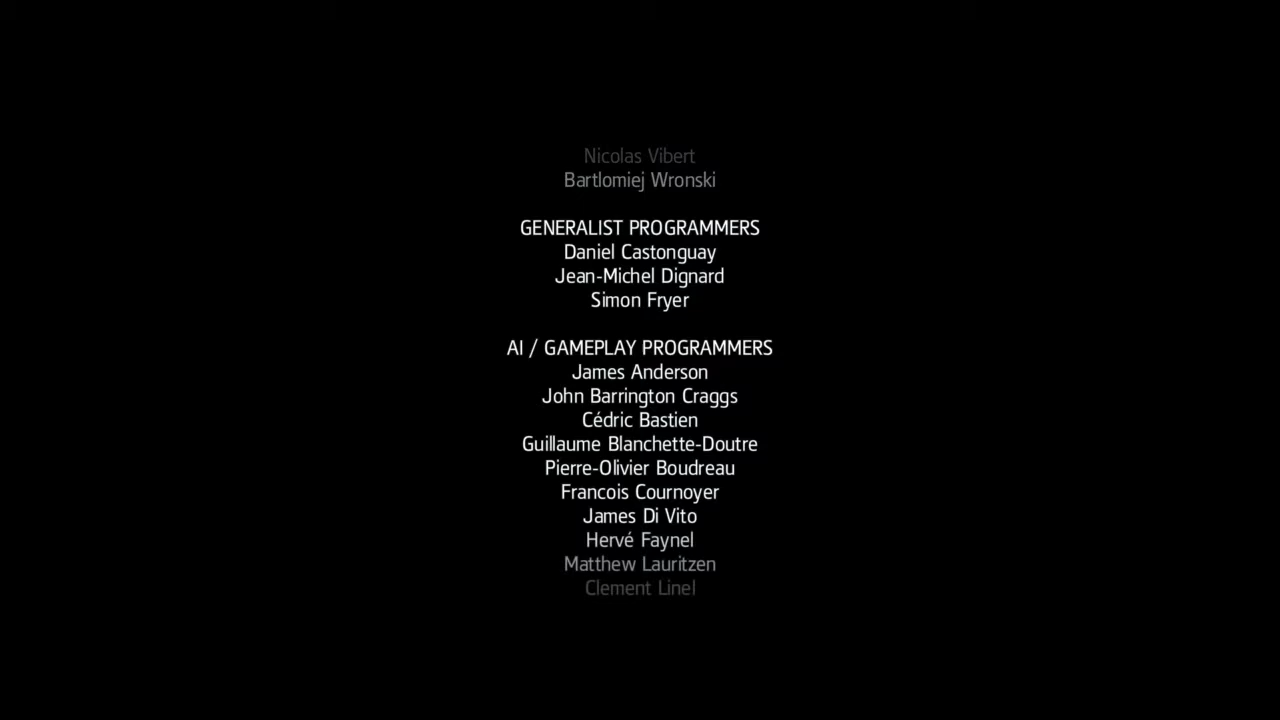 Nicolas Vibert
Bartlomiej Wronski
GENERALIST PROGRAMMERS
Daniel Castonguay
Jean-Michel Dignard
Simon Fryer
AI / GAMEPLAY PROGRAMMERS
James Anderson
John Barrington Craggs
Cédric Bastien
Guillaume Blanchette-Doutre
Pierre-Olivier Boudreau
Francois Cournoyer
James Di Vito
Hervé Faynel
Matthew Lauritzen
Clement Linel